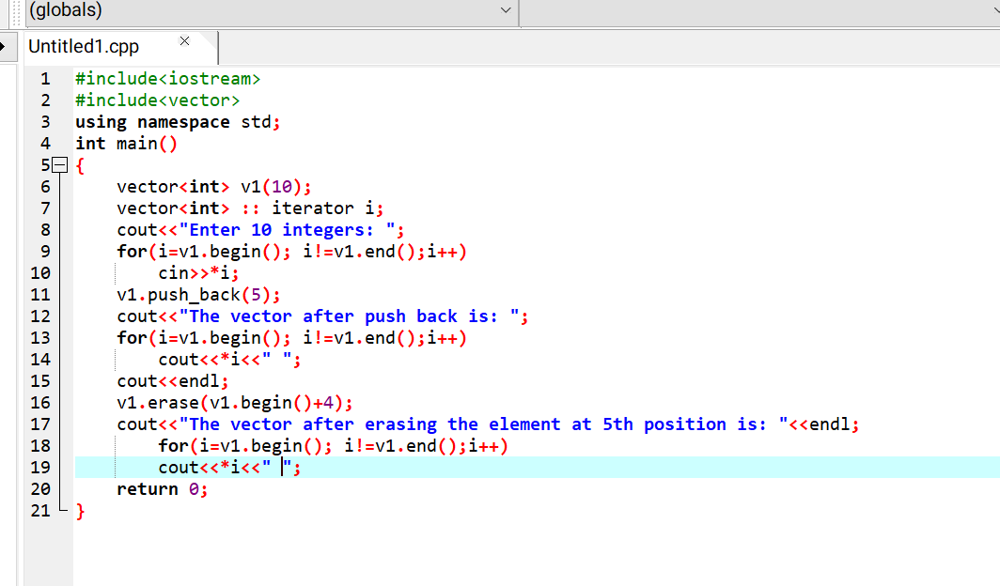 (globals)
Untitled1.cpp
1 #include<iostream>
2 #include<vector>
3 using namespace std;
4 int main()
5 {
6 vector<int> v1(10);
7 vector<int> :: iterator i;
8 cout<<"Enter 10 integers: ";
9 for(i=v1.begin(); i!=v1.end();i++)
10 cin>>*i;
11 v1.push_back(5);
12 cout<<"The vector after push back is: ";
13 for(i=v1.begin(); i!=v1.end();i++)
14 cout<<*i<<" ";
15 cout<<endl;
16 v1.erase(v1.begin()+4);
17 cout<<"The vector after erasing the element at 5th position is: "<<endl;
18 for(i=v1.begin(); i!=v1.end();i++)
19 cout<<*i<<" ";
20 return 0;
21 }